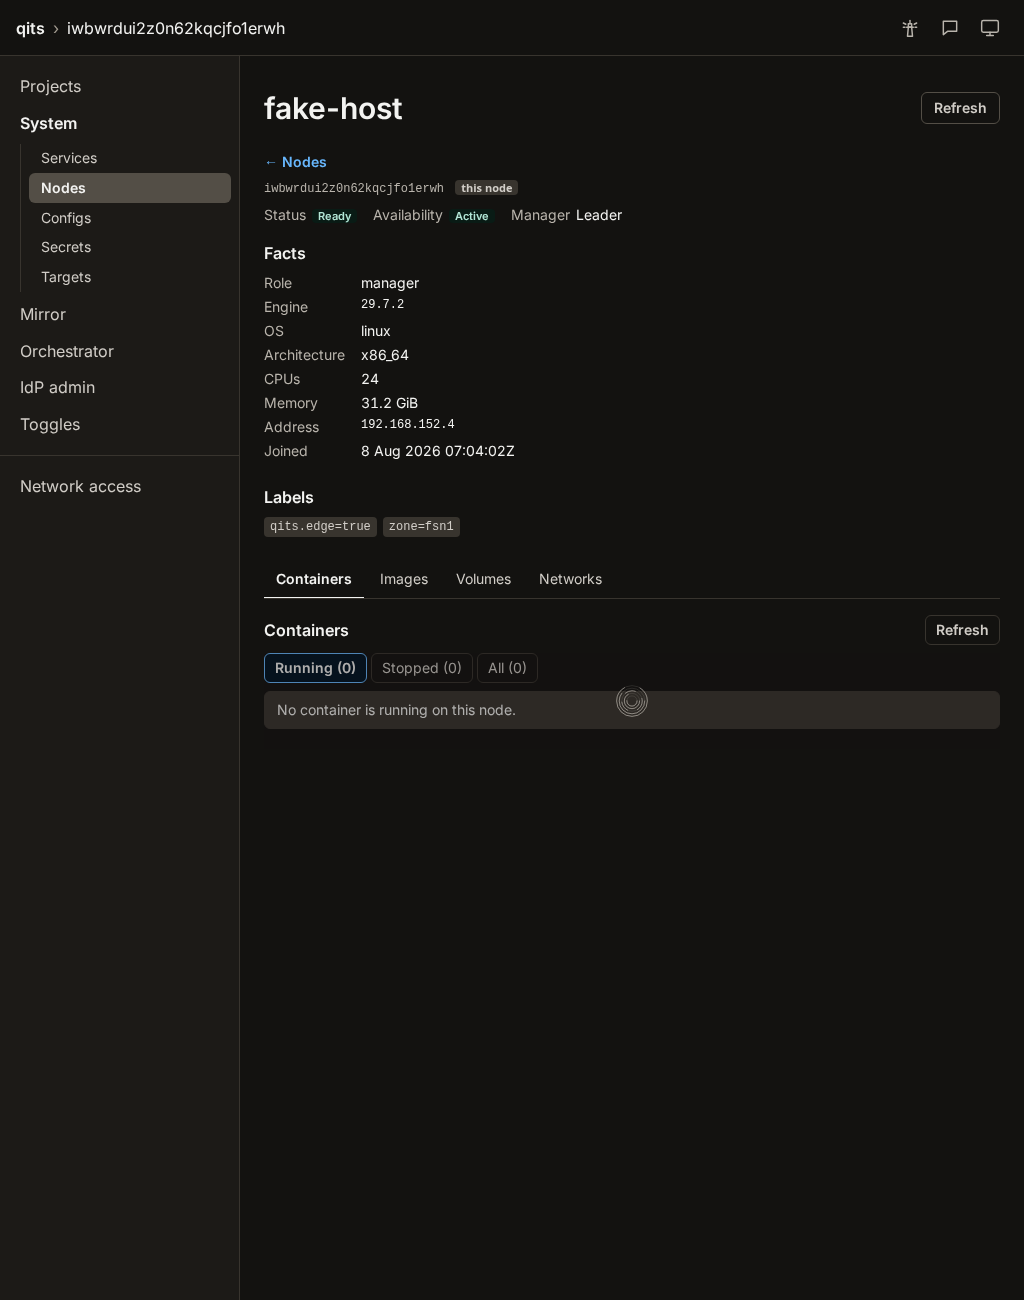 qits › iwbwrdui2z0n62kqcjfo1erwh
Projects
System
Services
Nodes
Configs
Secrets
Targets
Mirror
Orchestrator
IdP admin
Toggles
Network access
fake-host
Refresh
← Nodes
iwbwrdui2z0n62kqcjfo1erwh this node
Status Ready Availability Active Manager Leader
Facts
Role manager
Engine 29.7.2
OS linux
Architecture x86_64
CPUs 24
Memory 31.2 GiB
Address 192.168.152.4
Joined 8 Aug 2026 07:04:02Z
Labels
qits.edge=true zone=fsn1
Containers Images Volumes Networks
Containers
Refresh
Running (0) Stopped (0) All (0)
No container is running on this node.